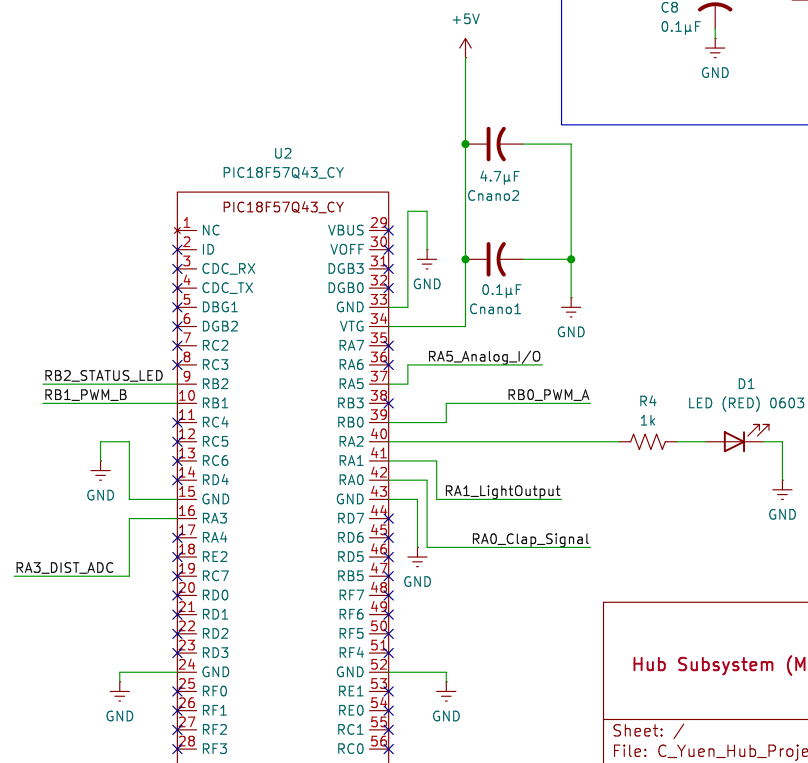 C8
0.1µF
GND
+5V
4.7µF
Cnano2
0.1µF
Cnano1
GND
GND
U2
PIC18F57Q43_CY
PIC18F57Q43_CY
1 NC
2 ID
3 CDC_RX
4 CDC_TX
5 DBG1
6 DGB2
7 RC2
8 RC3
9 RB2
10 RB1
11 RC4
12 RC5
13 RC6
14 RD4
15 GND
16 RA3
17 RA4
18 RE2
19 RC7
20 RD0
21 RD1
22 RD2
23 RD3
24 GND
25 RF0
26 RF1
27 RF2
28 RF3
VBUS 29
VOFF 30
DGB3 31
DGB0 32
GND 33
VTG 34
RA7 35
RA6 36
RA5 37
RB3 38
RB0 39
RA2 40
RA1 41
RA0 42
GND 43
RD7 44
RD6 45
RD5 46
RB5 47
RF7 48
RF6 49
RF5 50
RF4 51
GND 52
RE1 53
RE0 54
RC1 55
RC0 56
RB2_STATUS_LED
RB1_PWM_B
GND
RA3_DIST_ADC
GND
RA5_Analog_I/O
RB0_PWM_A
RA1_LightOutput
RA0_Clap_Signal
GND
GND
R4
1k
D1
LED (RED) 0603
GND
Hub Subsystem (M
Sheet: /
File: C_Yuen_Hub_Proje